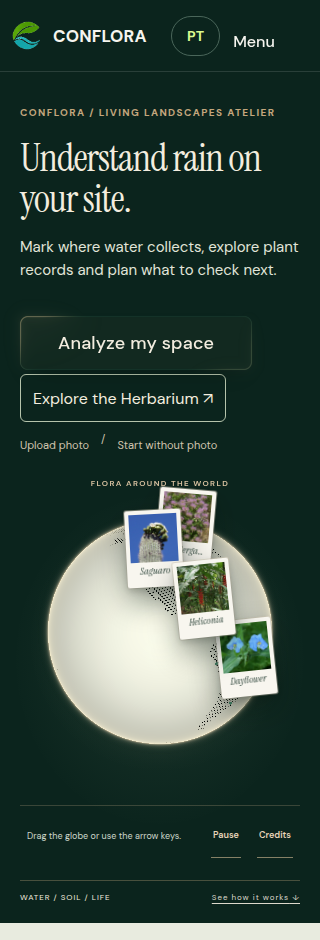 CONFLORA
PT
Menu
CONFLORA / LIVING LANDSCAPES ATELIER
Understand rain on
your site.
Mark where water collects, explore plant
records and plan what to check next.
Analyze my space
Explore the Herbarium ↗
Upload photo / Start without photo
FLORA AROUND THE WORLD
Saguaro
Heliconia
Dayflower
Drag the globe or use the arrow keys.
Pause
Credits
WATER / SOIL / LIFE
See how it works ↓